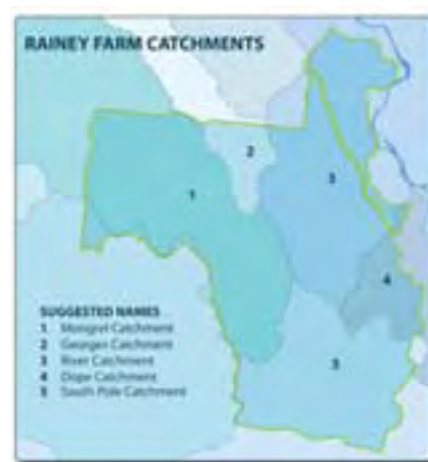 RAINEY FARM CATCHMENTS
2
1
3
4
5
SUGGESTED NAMES
1 Mongrel Catchment
2 Georges Catchment
3 River Catchment
4 Dope Catchment
5 South Pole Catchment